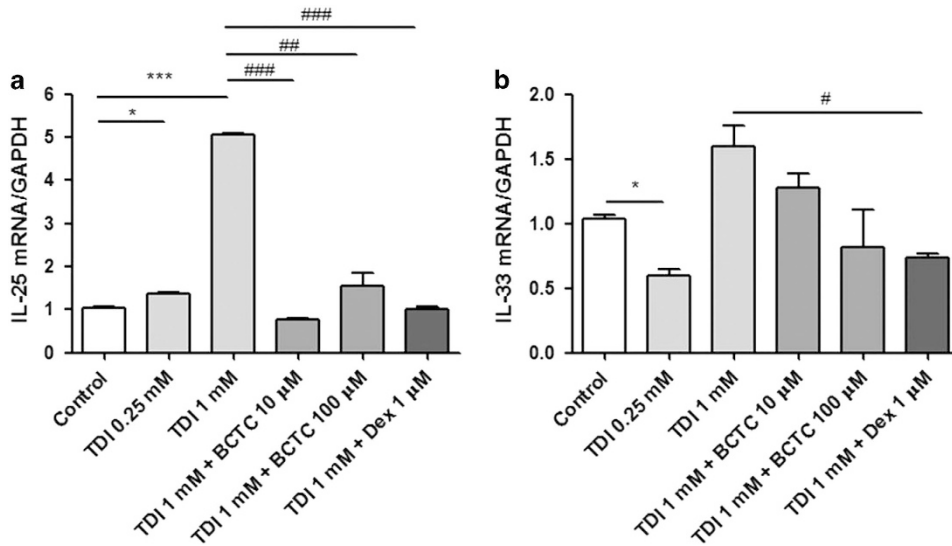 a
IL-25 mRNA/GAPDH
6
5
4
3
2
1
0
*
***
###
##
###
Control
TDI 0.25 mM
TDI 1 mM
TDI 1 mM + BCTC 10 µM
TDI 1 mM + BCTC 100 µM
TDI 1 mM + Dex 1 µM
b
IL-33 mRNA/GAPDH
2.0
1.5
1.0
0.5
0.0
*
#
Control
TDI 0.25 mM
TDI 1 mM
TDI 1 mM + BCTC 10 µM
TDI 1 mM + BCTC 100 µM
TDI 1 mM + Dex 1 µM